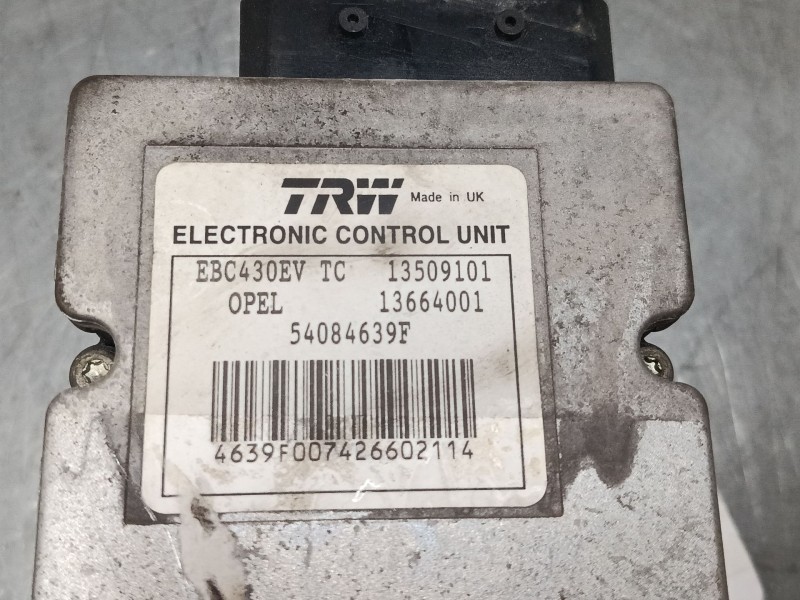 TRW Made in UK
ELECTRONIC CONTROL UNIT
EBC430EV TC 13509101
OPEL 13664001
54084639F
4639F007426602114